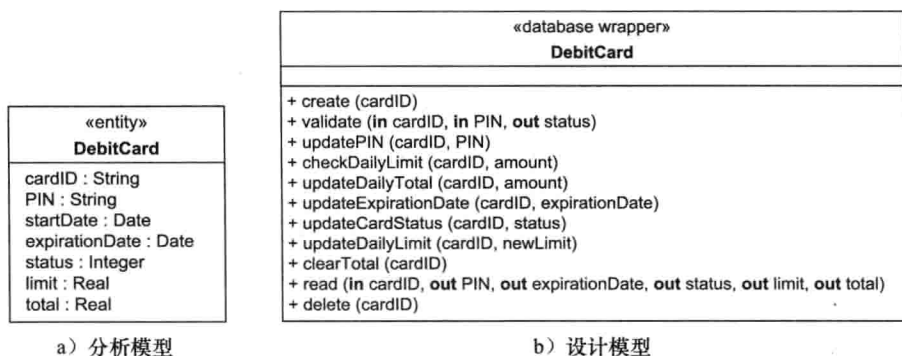 «entity»
DebitCard
cardID : String
PIN : String
startDate : Date
expirationDate : Date
status : Integer
limit : Real
total : Real
a）分析模型
«database wrapper»
DebitCard
+ create (cardID)
+ validate (in cardID, in PIN, out status)
+ updatePIN (cardID, PIN)
+ checkDailyLimit (cardID, amount)
+ updateDailyTotal (cardID, amount)
+ updateExpirationDate (cardID, expirationDate)
+ updateCardStatus (cardID, status)
+ updateDailyLimit (cardID, newLimit)
+ clearTotal (cardID)
+ read (in cardID, out PIN, out expirationDate, out status, out limit, out total)
+ delete (cardID)
b）设计模型